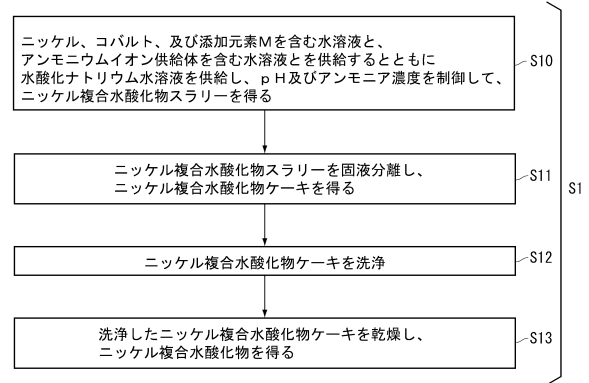 ニッケル、コバルト、及び添加元素Mを含む水溶液と、
アンモニウムイオン供給体を含む水溶液とを供給するとともに
水酸化ナトリウム水溶液を供給し、pH及びアンモニア濃度を制御して、
ニッケル複合水酸化物スラリーを得る
S10
ニッケル複合水酸化物スラリーを固液分離し、
ニッケル複合水酸化物ケーキを得る
S11
S1
ニッケル複合水酸化物ケーキを洗浄
S12
洗浄したニッケル複合水酸化物ケーキを乾燥し、
ニッケル複合水酸化物を得る
S13